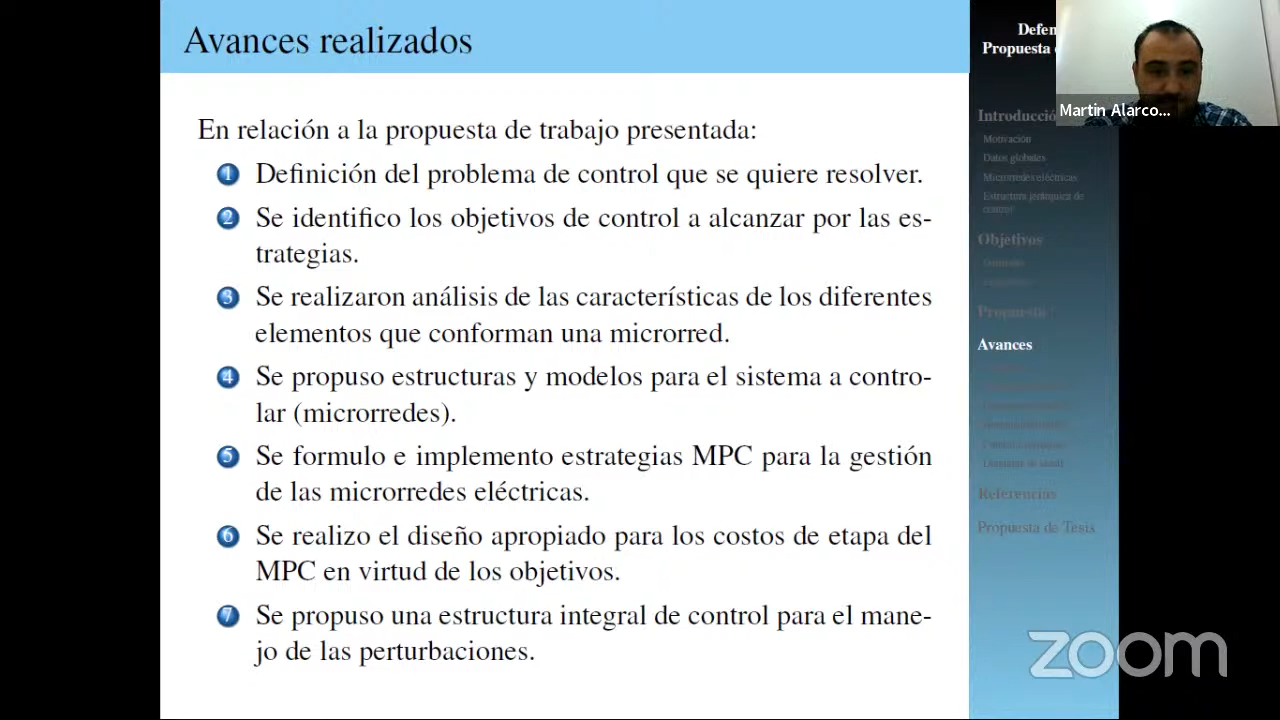 Avances realizados
En relación a la propuesta de trabajo presentada:
1 Definición del problema de control que se quiere resolver.
2 Se identifico los objetivos de control a alcanzar por las es-
trategias.
3 Se realizaron análisis de las características de los diferentes
elementos que conforman una microrred.
4 Se propuso estructuras y modelos para el sistema a contro-
lar (microrredes).
5 Se formulo e implemento estrategias MPC para la gestión
de las microrredes eléctricas.
6 Se realizo el diseño apropiado para los costos de etapa del
MPC en virtud de los objetivos.
7 Se propuso una estructura integral de control para el mane-
jo de las perturbaciones.
Defen
Propuesta
Martin Alarco...
Introducció
Motivación
Datos globales
Microrredes eléctricas
Estructura jerárquica de
control
Objetivos
Propuesta
Avances
Referencias
Propuesta de Tesis
zoom